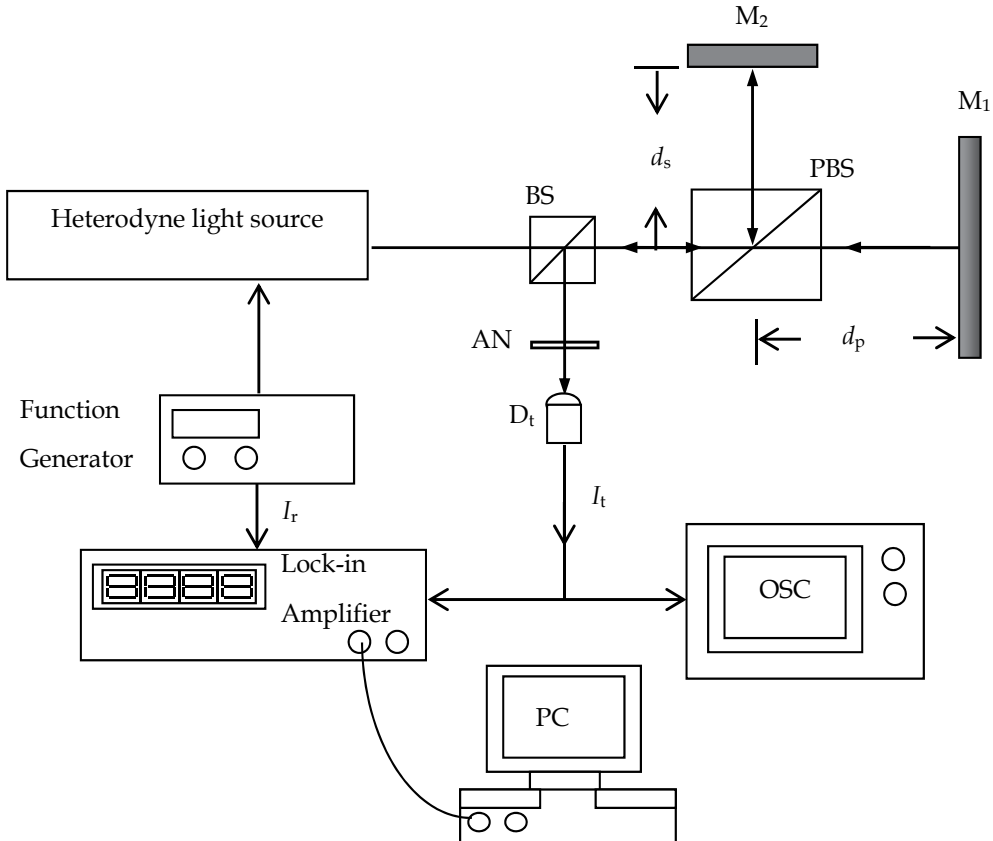 M₂
M₁
dₛ
BS
PBS
Heterodyne light source
AN
dₚ
Function
Generator
Dₜ
Iᵣ
Iₜ
Lock-in
Amplifier
8888
OSC
PC